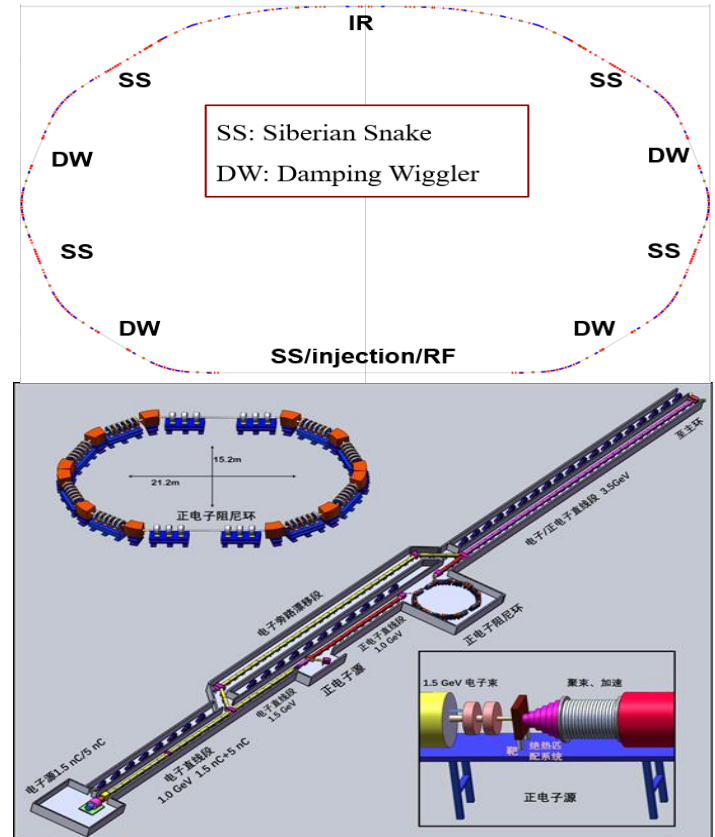 IR
SS
SS
SS: Siberian Snake
DW: Damping Wiggler
DW
DW
SS
SS
DW
DW
SS/injection/RF
15.2m
21.2m
正电子阻尼环
至主环
电子/正电子直线段 3.5GeV
电子旁路漂移段
正电子直线段
1.0 GeV
正电子阻尼环
正电子源
电子直线段
1.5 GeV
电子源1.5 nC/5 nC
电子直线段
1.0 GeV 1.5 nC+5 nC
1.5 GeV 电子束
聚束、加速
靶
绝热匹
配系统
正电子源